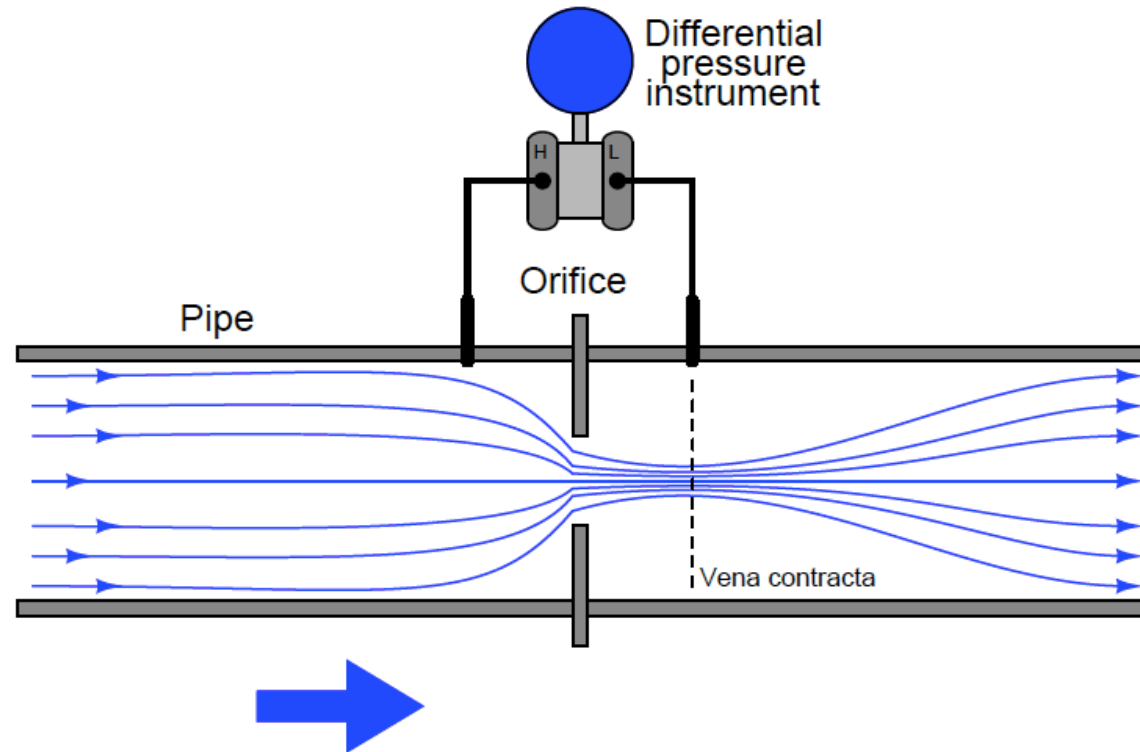 Differential
pressure
instrument
H
L
Orifice
Pipe
Vena contracta